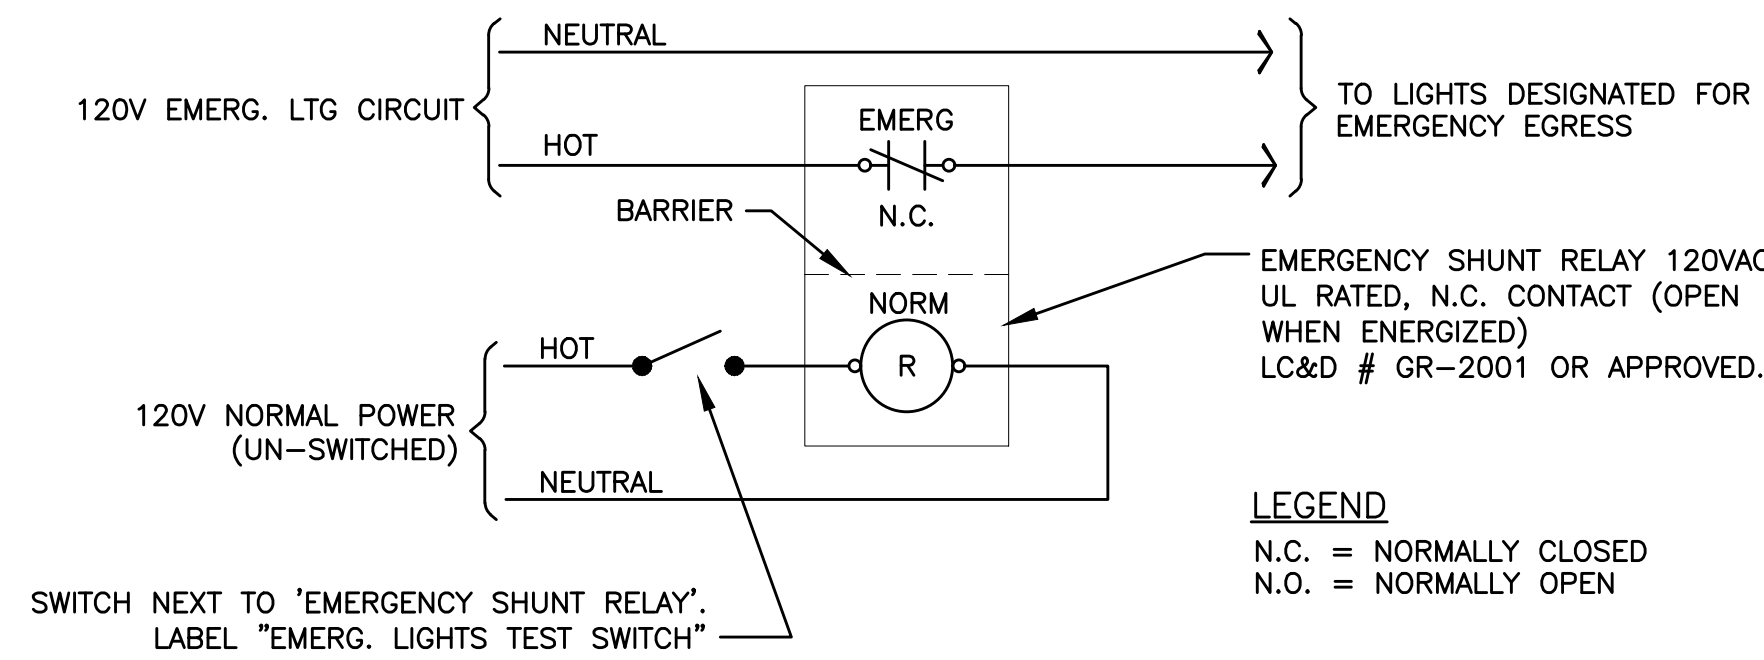 NEUTRAL
120V EMERG. LTG CIRCUIT
EMERG
HOT
N.C.
TO LIGHTS DESIGNATED FOR
EMERGENCY EGRESS
BARRIER
EMERGENCY SHUNT RELAY 120VAC
UL RATED, N.C. CONTACT (OPEN
WHEN ENERGIZED)
LC&D # GR-2001 OR APPROVED.
NORM
HOT
R
120V NORMAL POWER
(UN-SWITCHED)
NEUTRAL
SWITCH NEXT TO 'EMERGENCY SHUNT RELAY'.
LABEL "EMERG. LIGHTS TEST SWITCH"
LEGEND
N.C. = NORMALLY CLOSED
N.O. = NORMALLY OPEN